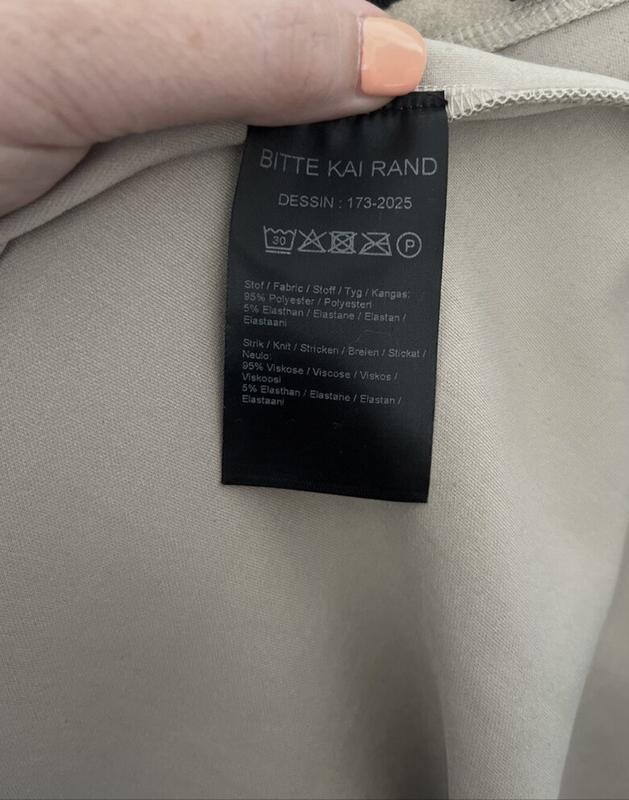 BITTE KAI RAND
DESSIN : 173-2025
30 P
Stof / Fabric / Stoff / Tyg / Kangas:
95% Polyester / Polyesteri
5% Elasthan / Elastane / Elastan /
Elastaani
Strik / Knit / Stricken / Breien / Stickat /
Neulo:
95% Viskose / Viscose / Viskos /
Viskoosi
5% Elasthan / Elastane / Elastan /
Elastaani